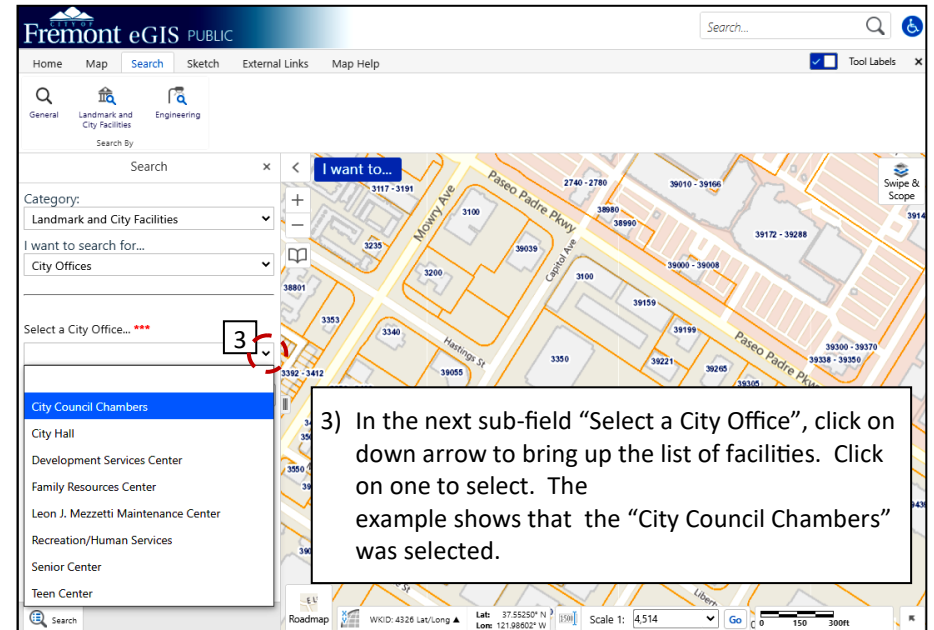 CITY OF
Fremont eGIS PUBLIC
Search...
Home Map Search Sketch External Links Map Help
Tool Labels
General
Landmark and
City Facilities
Engineering
Search By
Search
Category:
Landmark and City Facilities
I want to search for...
City Offices
Select a City Office... ***
3
City Council Chambers
City Hall
Development Services Center
Family Resources Center
Leon J. Mezzetti Maintenance Center
Recreation/Human Services
Senior Center
Teen Center
Search
I want to...
Swipe &
Scope
3117 - 3191
Mowry Ave
Paseo Padre Pkwy
2740 - 2780
39010 - 39166
3914
3100
38980
38990
39172 - 39288
3235
39039
Capitol Ave
39000 - 39008
3200
3100
38801
39159
3353
3340
39199
Paseo Padre Pkwy
39300 - 39370
39338 - 39350
Hastings St
3350
39221
39265
3392 - 3412
39055
39305
3) In the next sub-field “Select a City Office”, click on
down arrow to bring up the list of facilities. Click
on one to select. The
example shows that the “City Council Chambers”
was selected.
3550
Roadmap
WKID: 4326 Lat/Long
Lat: 37.55250° N
Lon: 121.98602° W
1500
Scale 1: 4,514
Go
0 150 300ft